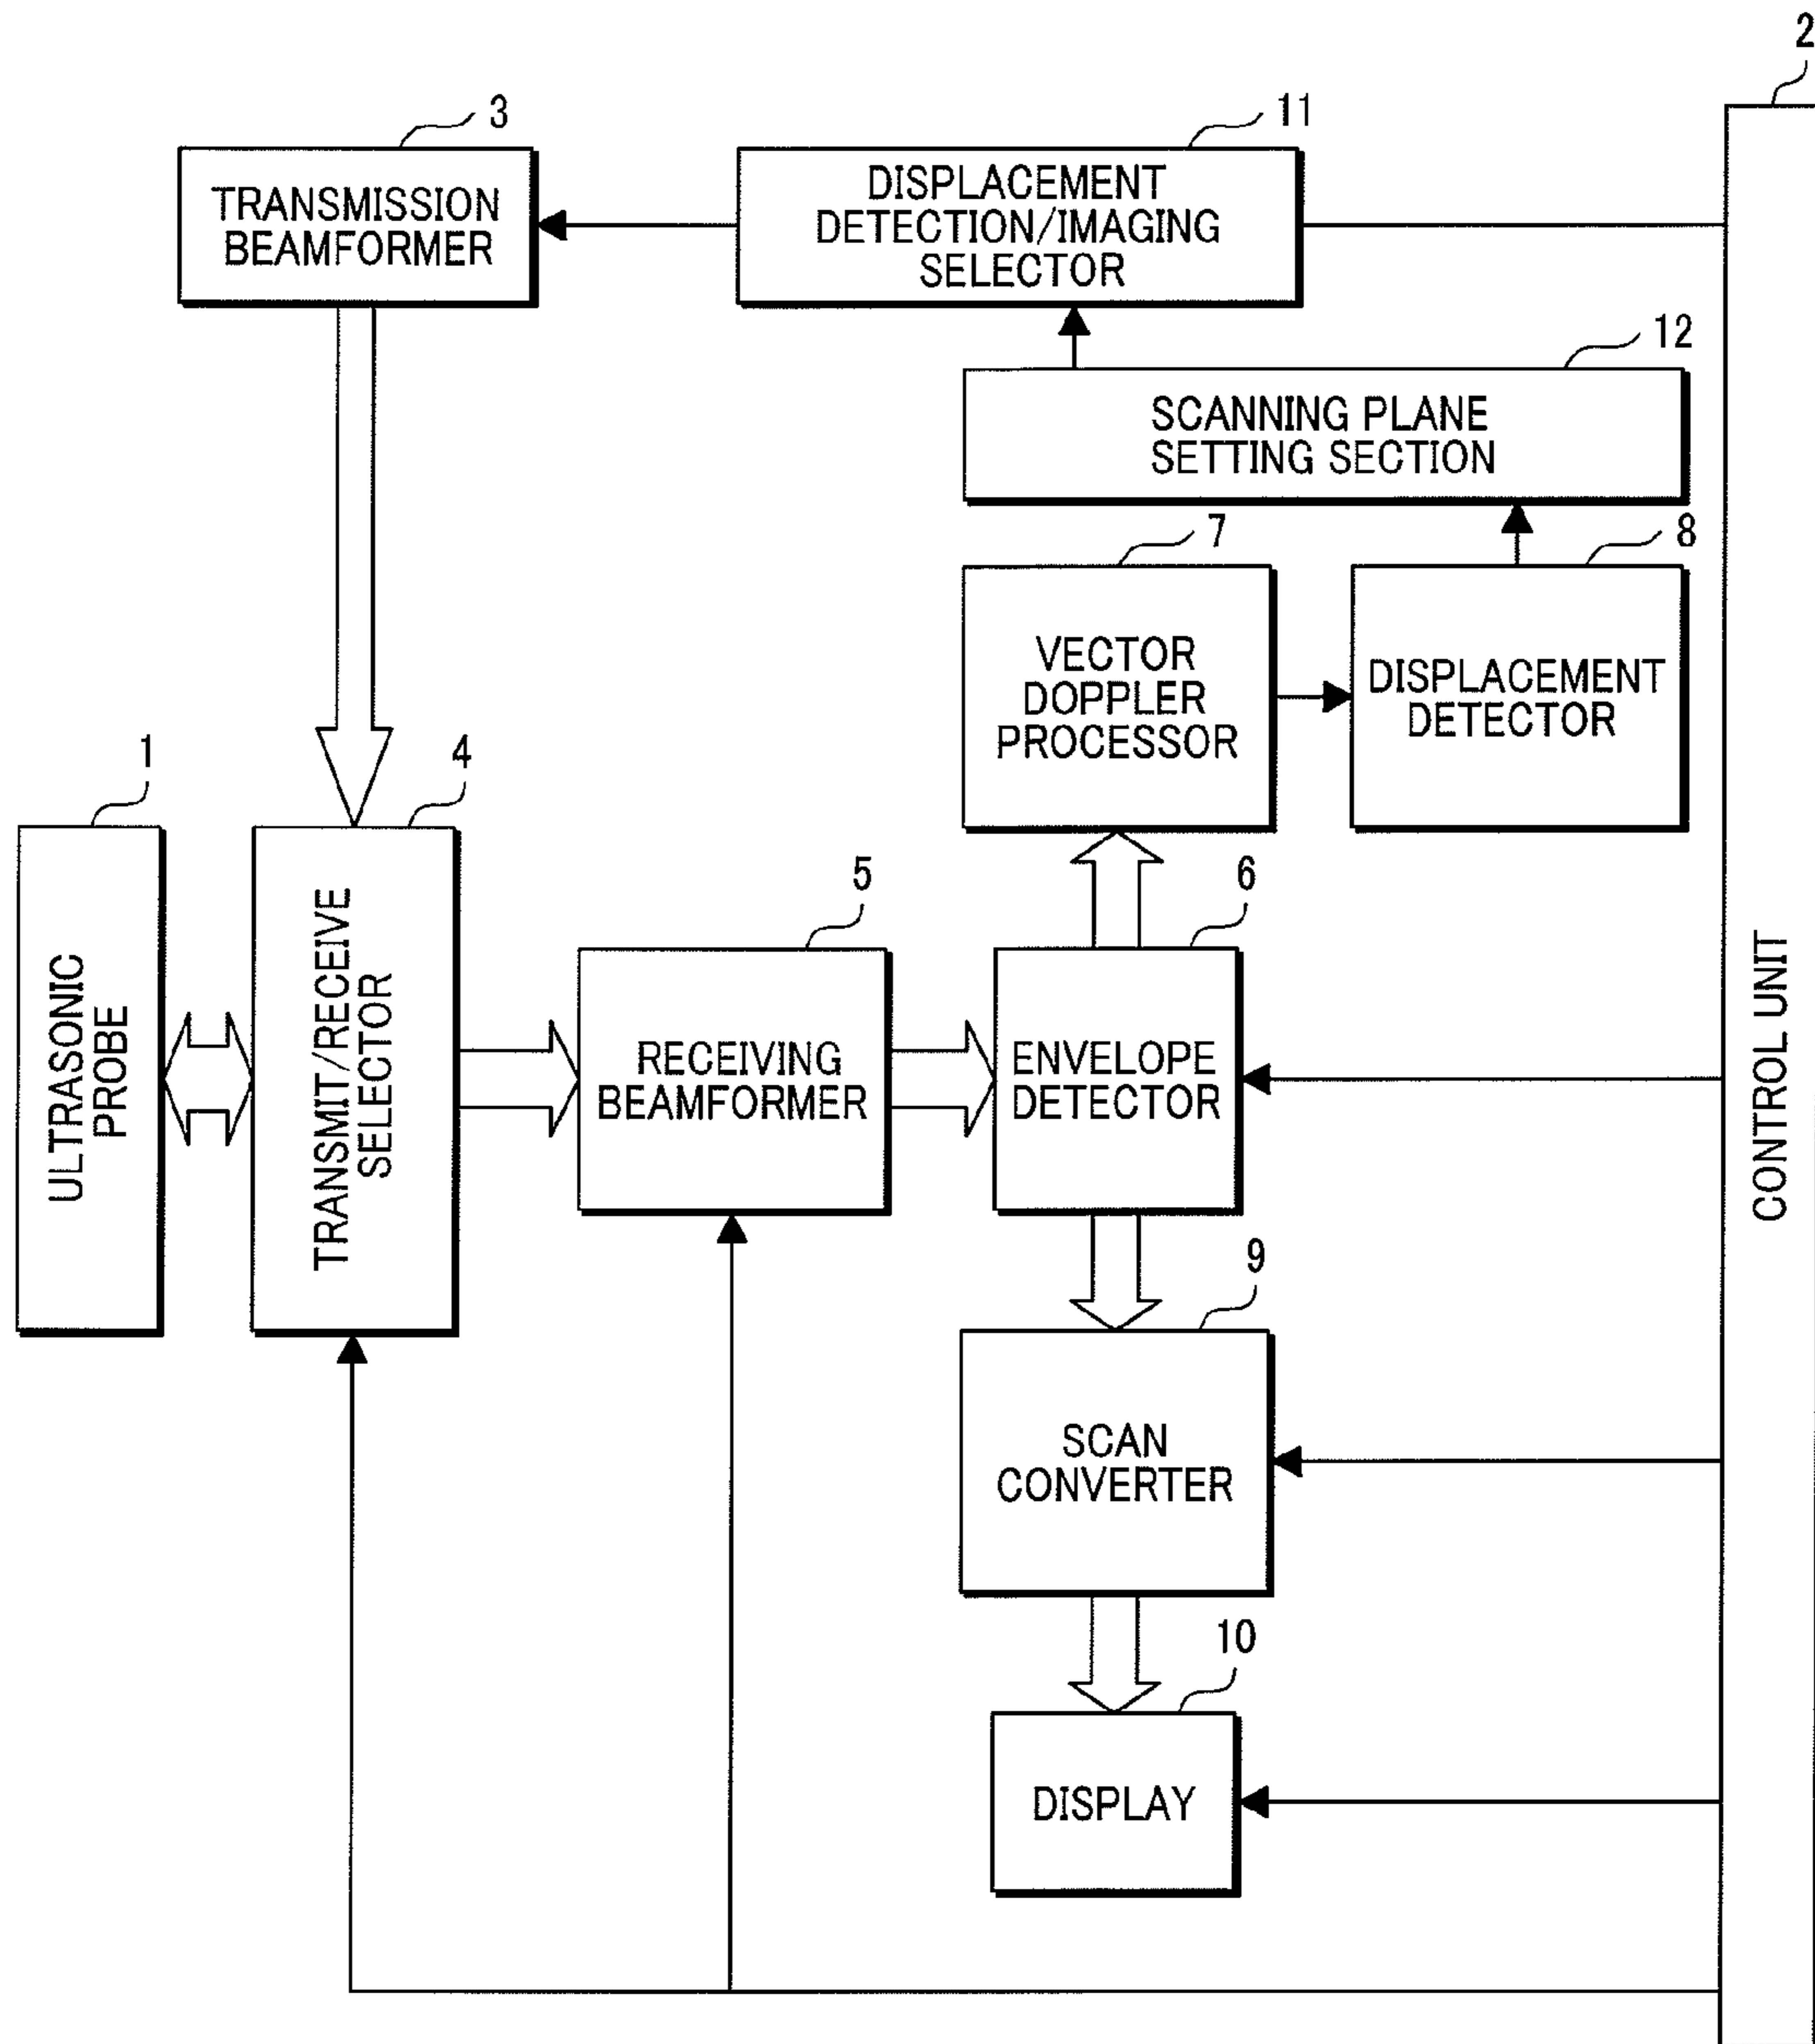 2
3
11
TRANSMISSION
BEAMFORMER
DISPLACEMENT
DETECTION/IMAGING
SELECTOR
12
SCANNING PLANE
SETTING SECTION
7
8
VECTOR
DOPPLER
PROCESSOR
DISPLACEMENT
DETECTOR
1
4
5
6
ULTRASONIC
PROBE
TRANSMIT/RECEIVE
SELECTOR
RECEIVING
BEAMFORMER
ENVELOPE
DETECTOR
CONTROL UNIT
9
SCAN
CONVERTER
10
DISPLAY